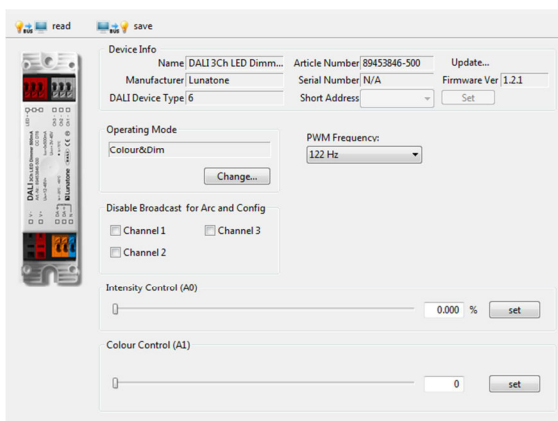 read save
Device Info
Name DALI 3Ch LED Dimm... Article Number 89453846-500 Update...
Manufacturer Lunatone Serial Number N/A Firmware Ver 1.2.1
DALI Device Type 6 Short Address Set
Operating Mode
Colour&Dim
Change...
PWM Frequency:
122 Hz
Disable Broadcast for Arc and Config
Channel 1 Channel 3
Channel 2
Intensity Control (A0)
0.000 % set
Colour Control (A1)
0 set
BUS
BUS
Lunatone